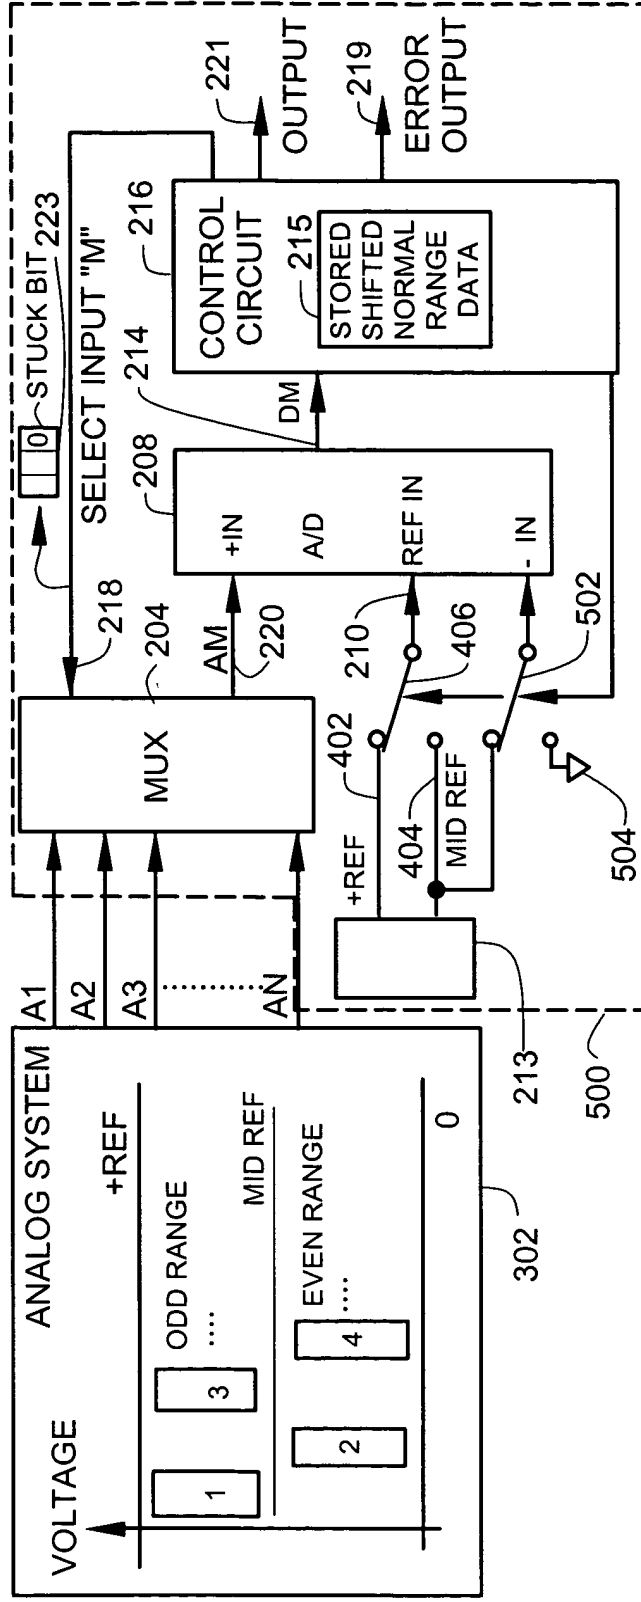 ANALOG SYSTEM
VOLTAGE
+REF
ODD RANGE
....
1
3
MID REF
EVEN RANGE
....
2
4
0
302
A1
A2
A3
..........
AN
MUX
204
218
SELECT INPUT "M"
0
STUCK BIT
223
AM
220
208
+IN
A/D
REF IN
- IN
214
DM
216
CONTROL
CIRCUIT
215
STORED
SHIFTED
NORMAL
RANGE
DATA
221
OUTPUT
219
ERROR
OUTPUT
+REF
402
404
MID REF
210
406
502
504
213
500